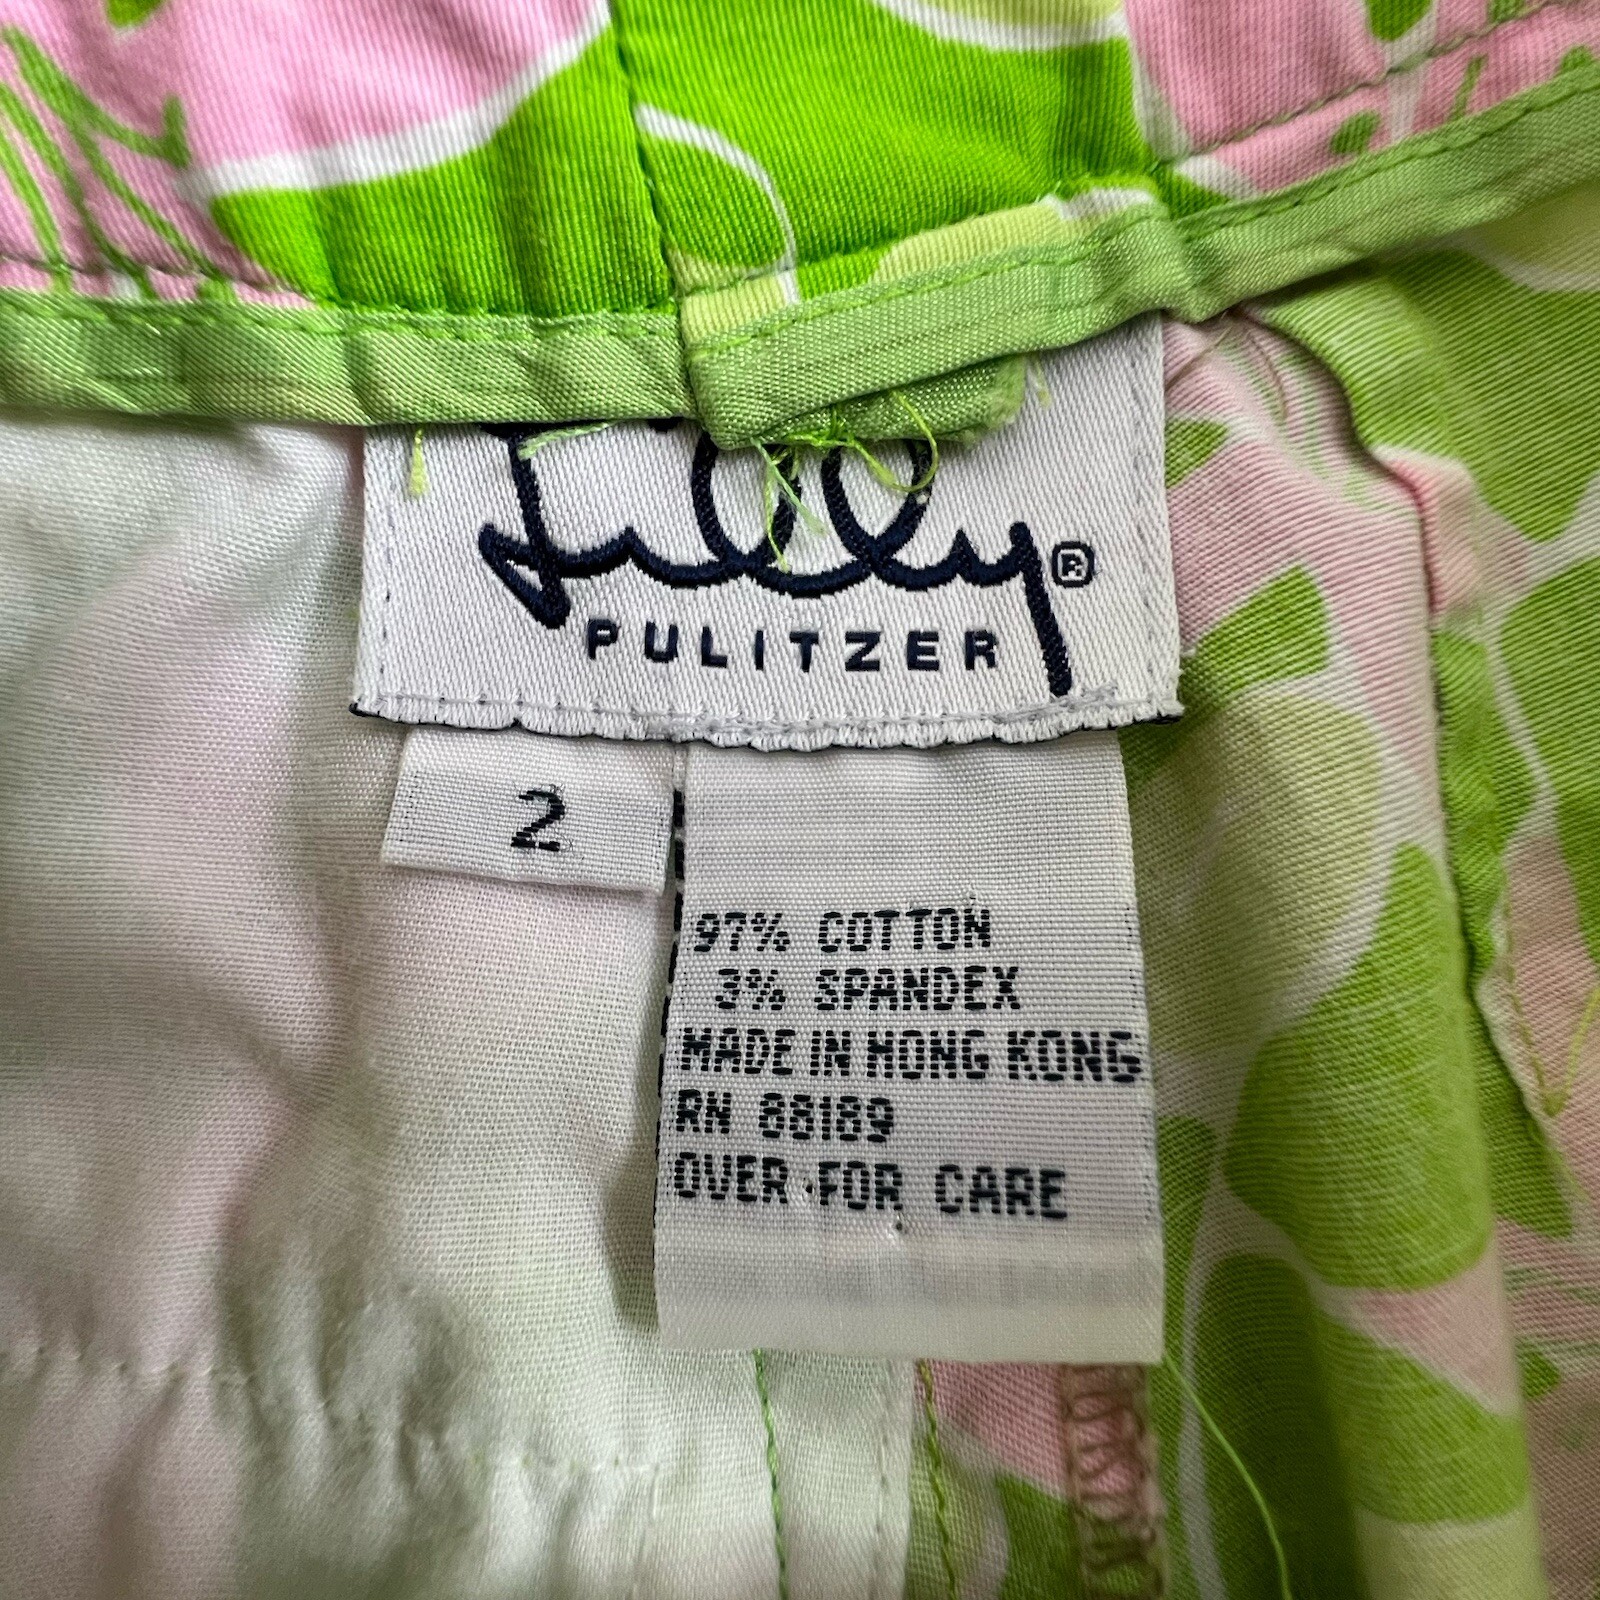 Lilly®
PULITZER
2
97% COTTON
3% SPANDEX
MADE IN HONG KONG
RN 88189
OVER FOR CARE